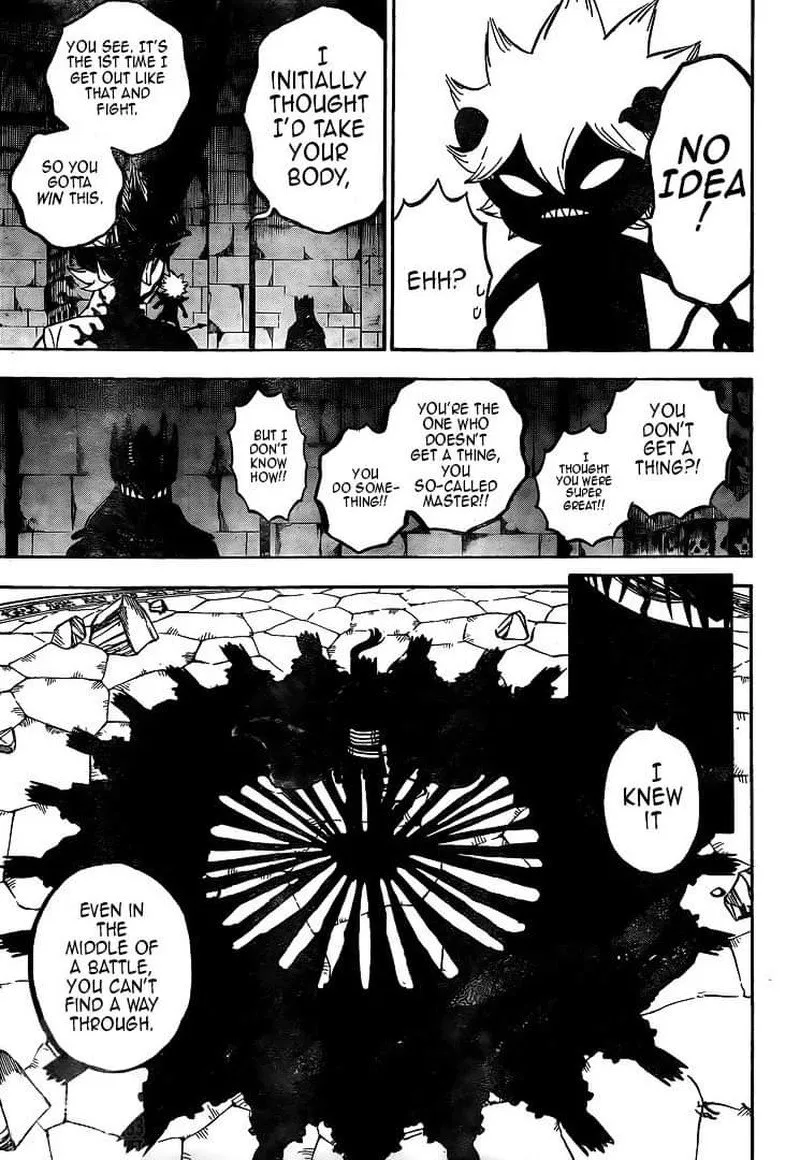 NO
IDEA
!
EHH?
I
INITIALLY
THOUGHT
I'D TAKE
YOUR
BODY,
YOU SEE, IT'S
THE 1ST TIME I
GET OUT LIKE
THAT AND
FIGHT.
SO YOU
GOTTA
WIN THIS.
YOU
DON'T
GET A
THING?!
I
THOUGHT
YOU WERE
SUPER
GREAT!!
YOU'RE THE
ONE WHO
DOESN'T
GET A THING,
YOU
SO-CALLED
MASTER!!
YOU
DO SOME-
THING!!
BUT I
DON'T
KNOW
HOW!!
I
KNEW
IT
EVEN IN
THE
MIDDLE OF
A BATTLE,
YOU CAN'T
FIND A WAY
THROUGH.